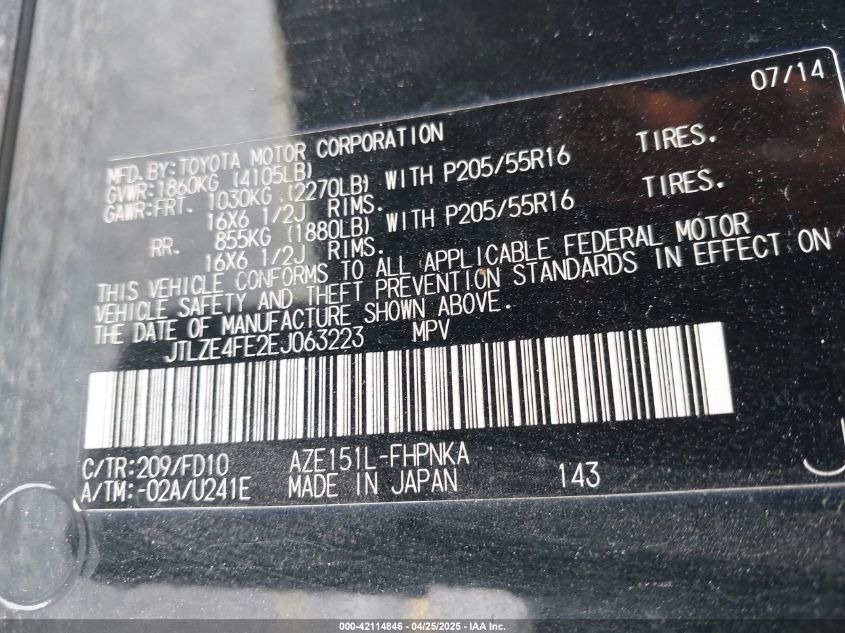 07/14
MFD.BY:TOYOTA MOTOR CORPORATION
GVWR:1860KG (4105LB)
GAWR:FRT. 1030KG (2270LB) WITH P205/55R16 TIRES.
16X6 1/2J RIMS.
RR. 855KG (1880LB) WITH P205/55R16 TIRES.
16X6 1/2J RIMS.
THIS VEHICLE CONFORMS TO ALL APPLICABLE FEDERAL MOTOR
VEHICLE SAFETY AND THEFT PREVENTION STANDARDS IN EFFECT ON
THE DATE OF MANUFACTURE SHOWN ABOVE.
JTLZE4FE2EJ063223 MPV
C/TR:209/FD10 AZE151L-FHPNKA
A/TM:-02A/U241E MADE IN JAPAN 143 J
000-42114846 - 04/25/2025 - IAA Inc.